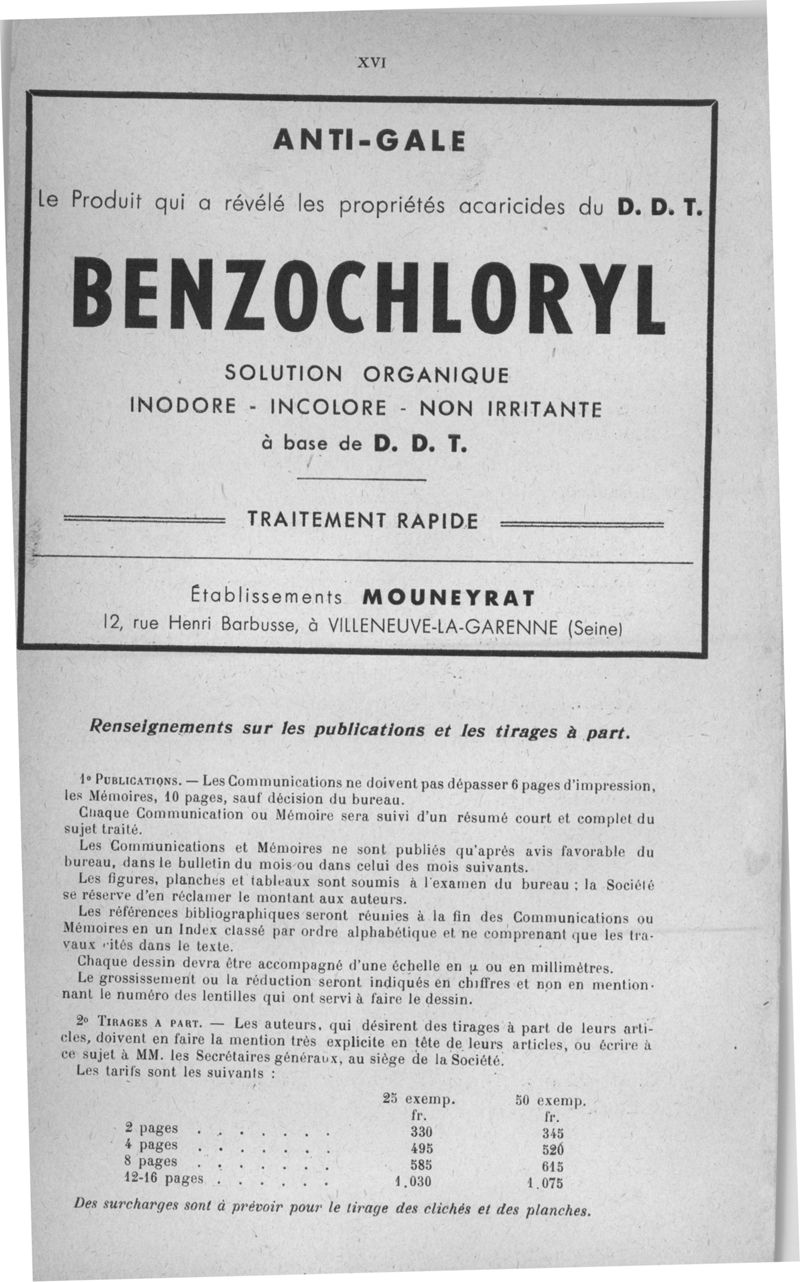 XVI
ANTI-GALE
Le Produit qui a révélé les propriétés acaricides du D. D. T.
BENZOCHLORYL
SOLUTION ORGANIQUE
INODORE - INCOLORE - NON IRRITANTE
à base de D. D. T.
TRAITEMENT RAPIDE
Établissements MOUNEYRAT
12, rue Henri Barbusse, à VILLENEUVE-LA-GARENNE (Seine)
Renseignements sur les publications et les tirages à part.
1° PUBLICATIONS. — Les Communications ne doivent pas dépasser 6 pages d'impression,
les Mémoires, 10 pages, sauf décision du bureau.
Chaque Communication ou Mémoire sera suivi d'un résumé court et complet du
sujet traité.
Les Communications et Mémoires ne sont publiés qu'après avis favorable du
bureau, dans le bulletin du mois ou dans celui des mois suivants.
Les figures, planches et tableaux sont soumis à l'examen du bureau ; la Société
se réserve d'en réclamer le montant aux auteurs.
Les références bibliographiques seront réunies à la fin des Communications ou
Mémoires en un Index classé par ordre alphabétique et ne comprenant que les tra-
vaux cités dans le texte.
Chaque dessin devra être accompagné d'une échelle en µ ou en millimètres.
Le grossissement ou la réduction seront indiqués en chiffres et non en mention-
nant le numéro des lentilles qui ont servi à faire le dessin.
2° TIRAGES A PART. — Les auteurs, qui désirent des tirages à part de leurs arti-
cles, doivent en faire la mention très explicite en tête de leurs articles, ou écrire à
ce sujet à MM. les Secrétaires généraux, au siège de la Société.
Les tarifs sont les suivants :
25 exemp. 50 exemp.
fr. fr.
2 pages . . . . . . . 330 345
4 pages . . . . . . . 495 520
8 pages . . . . . . . 585 615
12-16 pages . . . . . . 1.030 1.075
Des surcharges sont à prévoir pour le tirage des clichés et des planches.